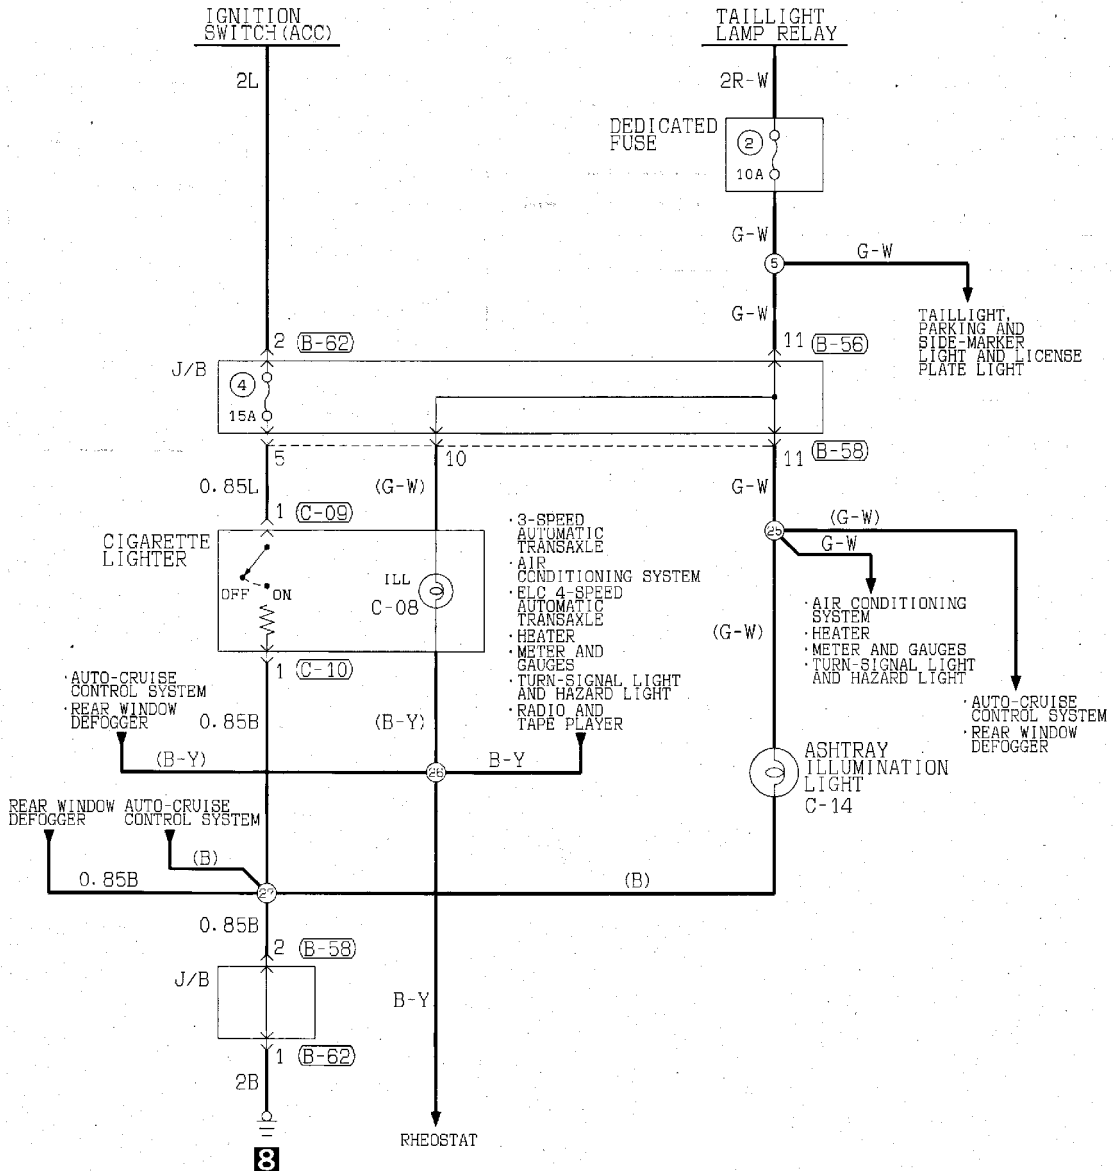 IGNITION
SWITCH(ACC)
TAILLIGHT
LAMP RELAY
2L
2R-W
DEDICATED
FUSE
2
10A
G-W
5
G-W
G-W
TAILLIGHT,
PARKING AND
SIDE-MARKER
LIGHT AND LICENSE
PLATE LIGHT
2
B-62
11
B-56
J/B
4
15A
5
10
11
B-58
0.85L
(G-W)
G-W
1
C-09
CIGARETTE
LIGHTER
OFF
ON
ILL
C-08
· 3-SPEED
AUTOMATIC
TRANSAXLE
· AIR
CONDITIONING SYSTEM
· ELC 4-SPEED
AUTOMATIC
TRANSAXLE
· HEATER
· METER AND
GAUGES
· TURN-SIGNAL LIGHT
AND HAZARD LIGHT
· RADIO AND
TAPE PLAYER
25
(G-W)
G-W
(G-W)
· AIR CONDITIONING
SYSTEM
· HEATER
· METER AND GAUGES
· TURN-SIGNAL LIGHT
AND HAZARD LIGHT
· AUTO-CRUISE
CONTROL SYSTEM
· REAR WINDOW
DEFOGGER
1
C-10
· AUTO-CRUISE
CONTROL SYSTEM
· REAR WINDOW
DEFOGGER
0.85B
(B-Y)
(B-Y)
26
B-Y
ASHTRAY
ILLUMINATION
LIGHT
C-14
REAR WINDOW
DEFOGGER
AUTO-CRUISE
CONTROL SYSTEM
(B)
0.85B
27
(B)
0.85B
2
B-58
J/B
B-Y
1
B-62
2B
8
RHEOSTAT